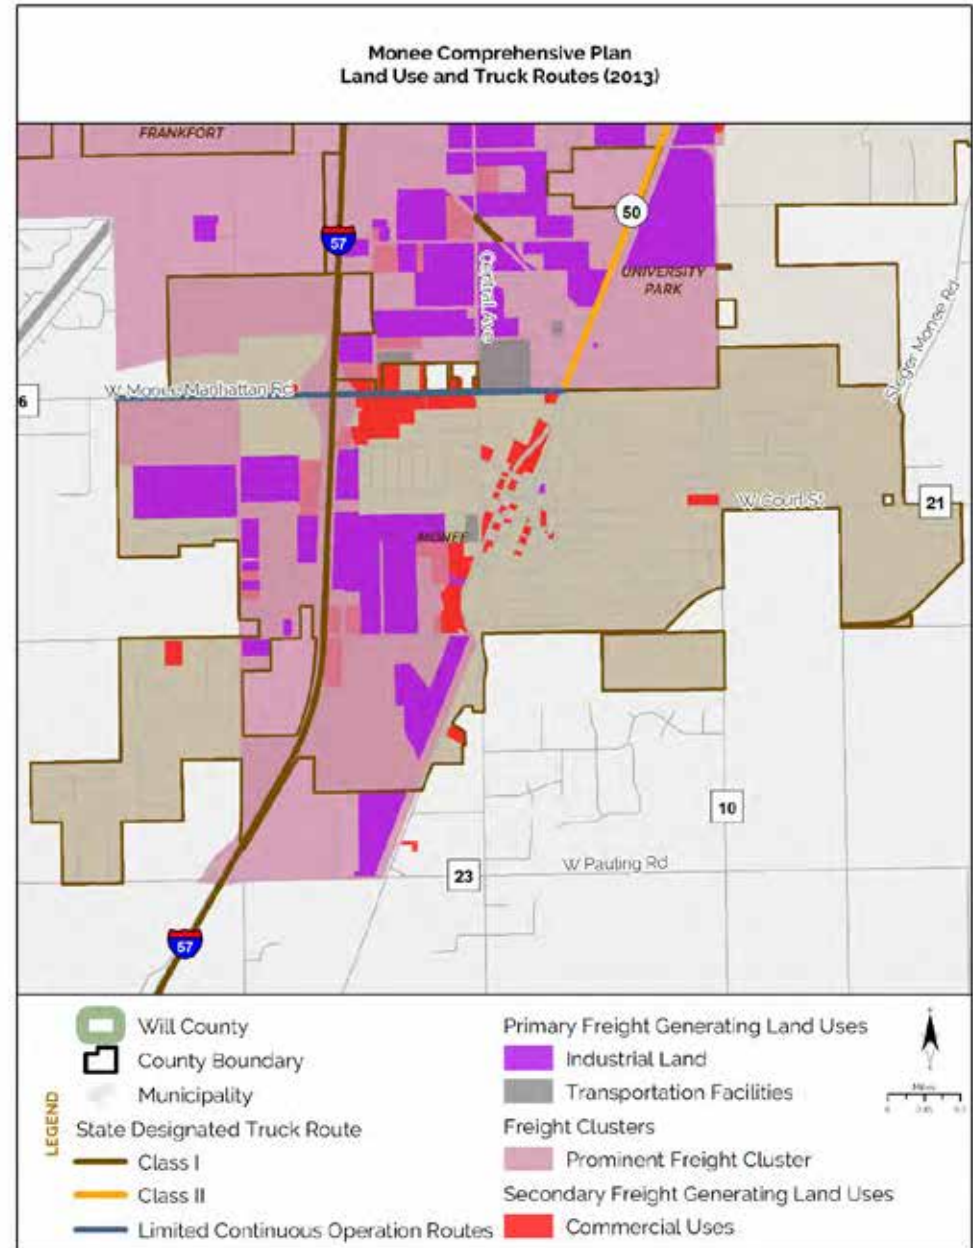 Monee Comprehensive Plan
Land Use and Truck Routes (2013)
FRANKFORT
50
57
Central Ave
UNIVERSITY
PARK
Steger Monee Rd
W Monee Manhattan Rd
6
W Court St
21
MONEE
10
W Pauling Rd
23
57
LEGEND
Will County
County Boundary
Municipality
State Designated Truck Route
Class I
Class II
Limited Continuous Operation Routes
Primary Freight Generating Land Uses
Industrial Land
Transportation Facilities
Freight Clusters
Prominent Freight Cluster
Secondary Freight Generating Land Uses
Commercial Uses
Miles